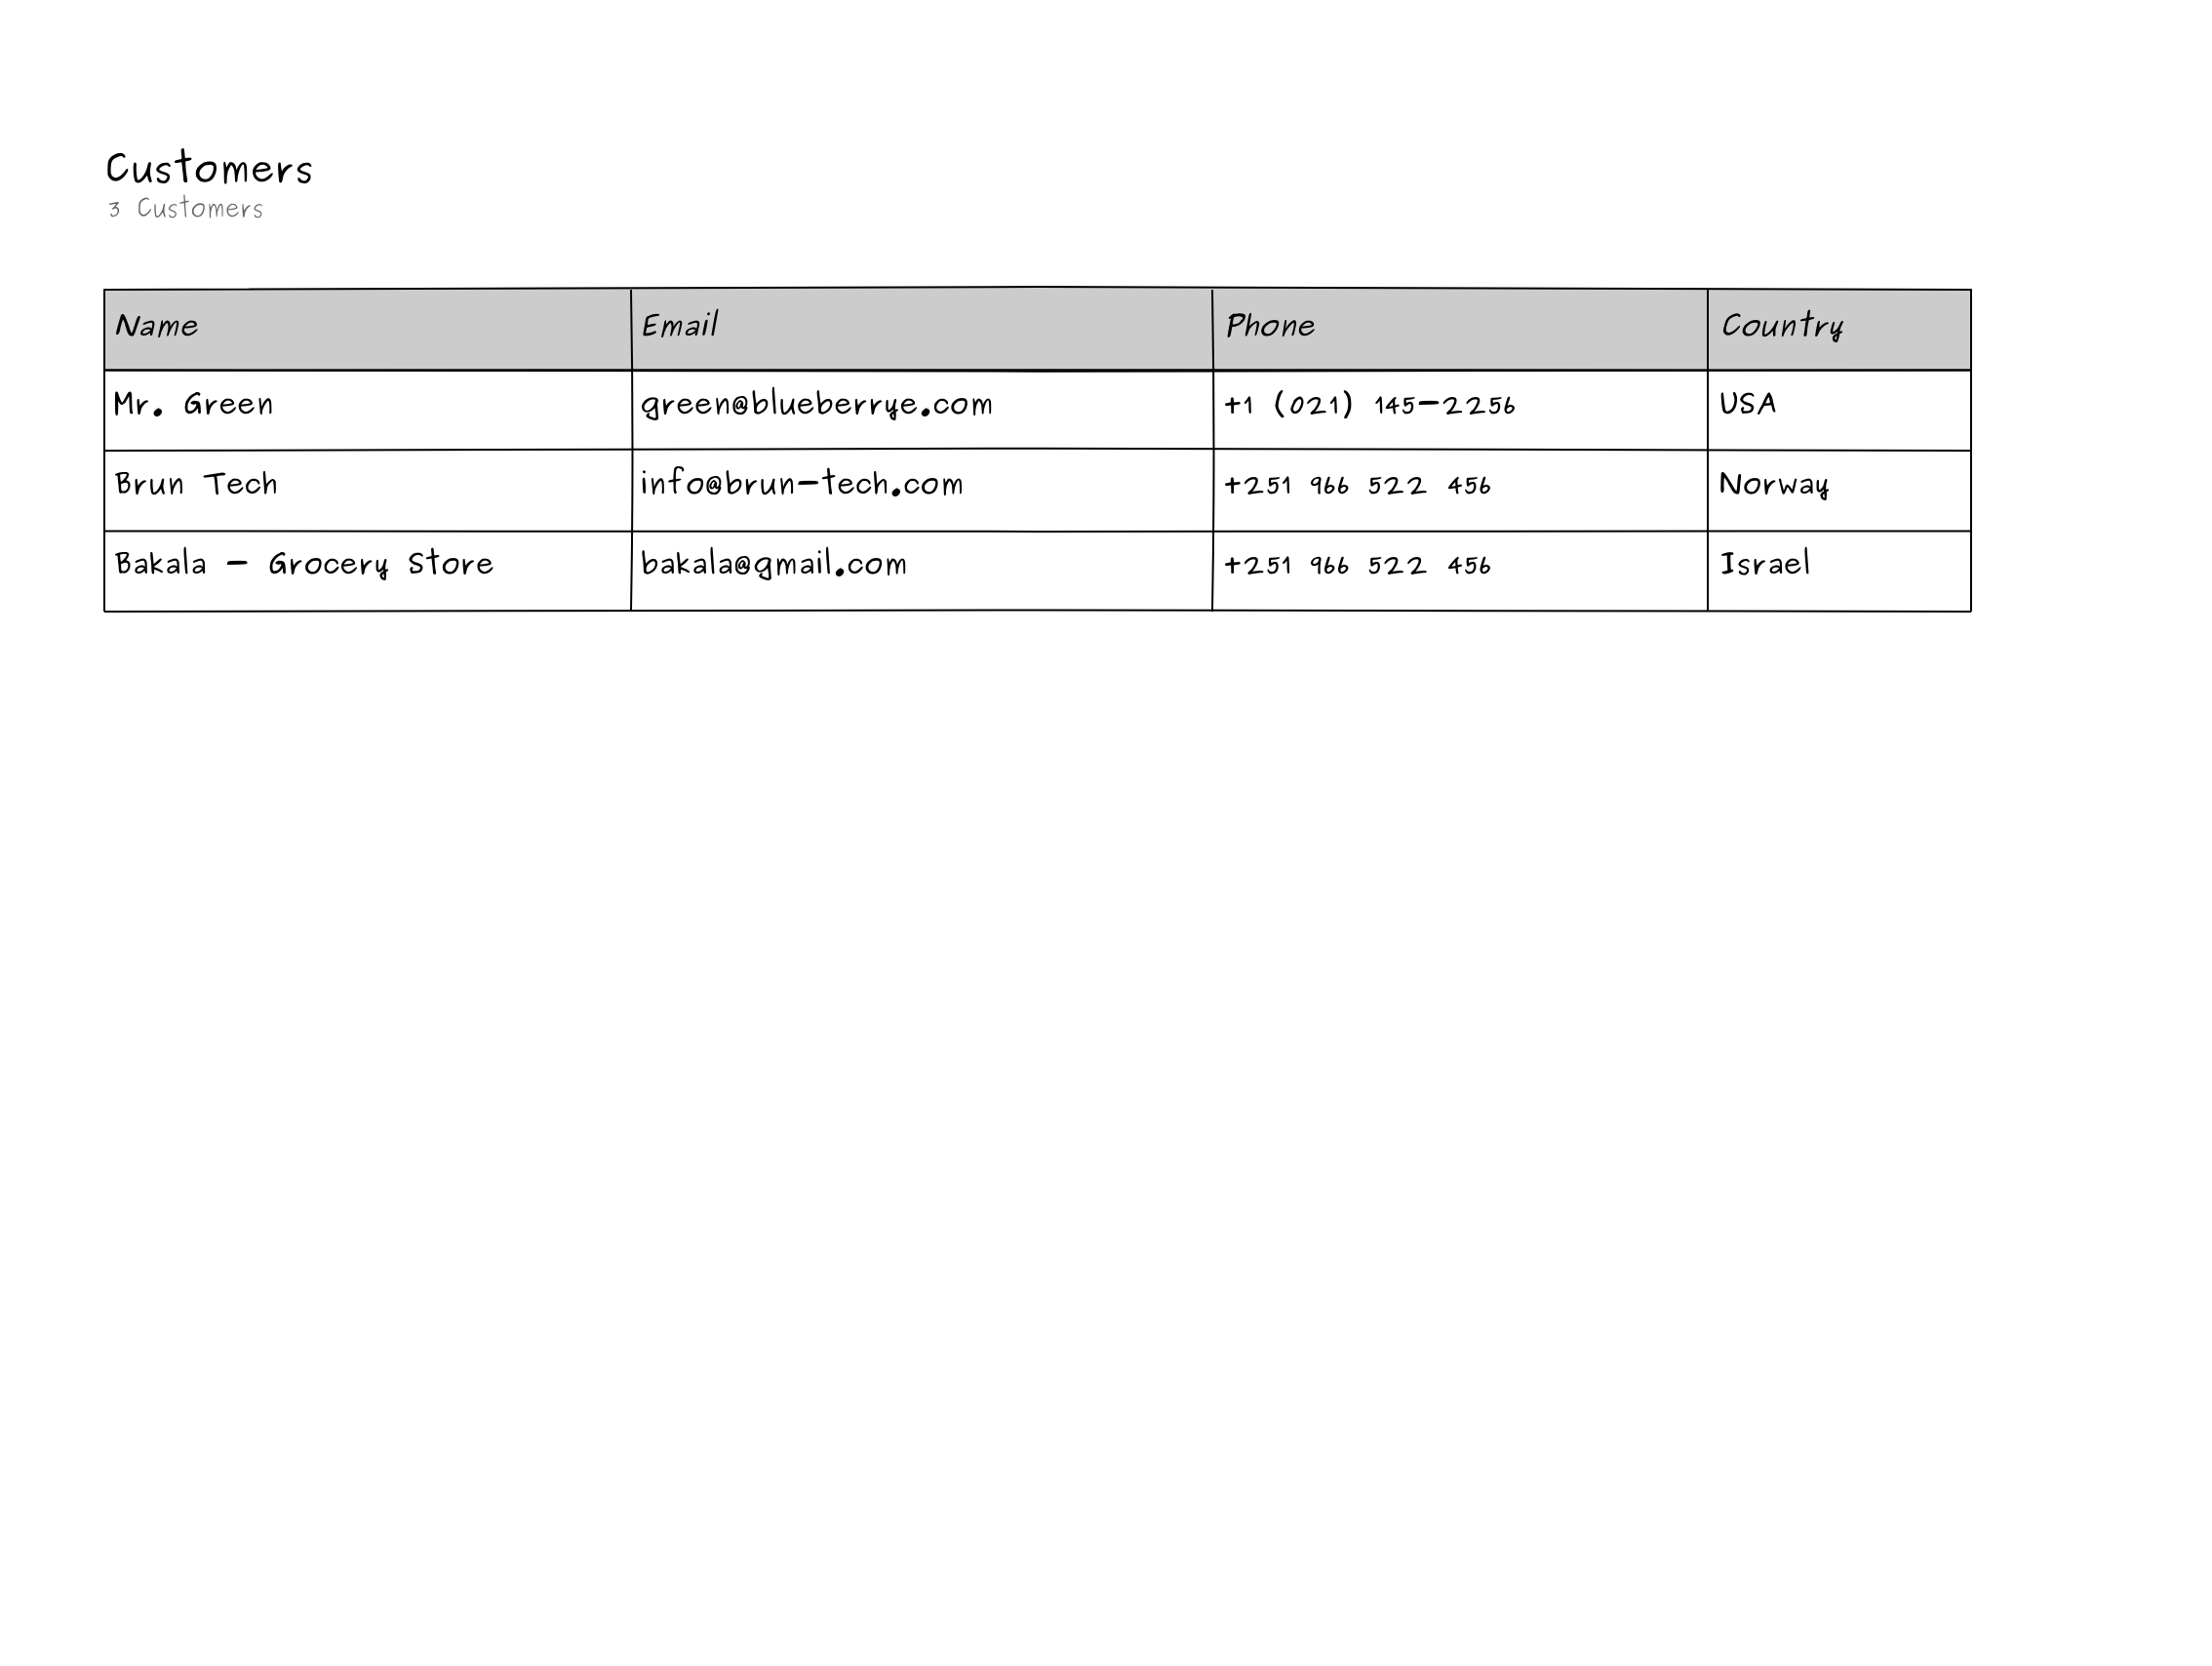 Customers
3 Customers
Name Email Phone Country
Mr. Green green@blueberrye.com +1 (021) 145-2256 USA
Brun Tech info@brun-tech.com +251 966 522 456 Norway
Bakala - Grocery Store bakala@gmail.com +251 966 522 456 Israel